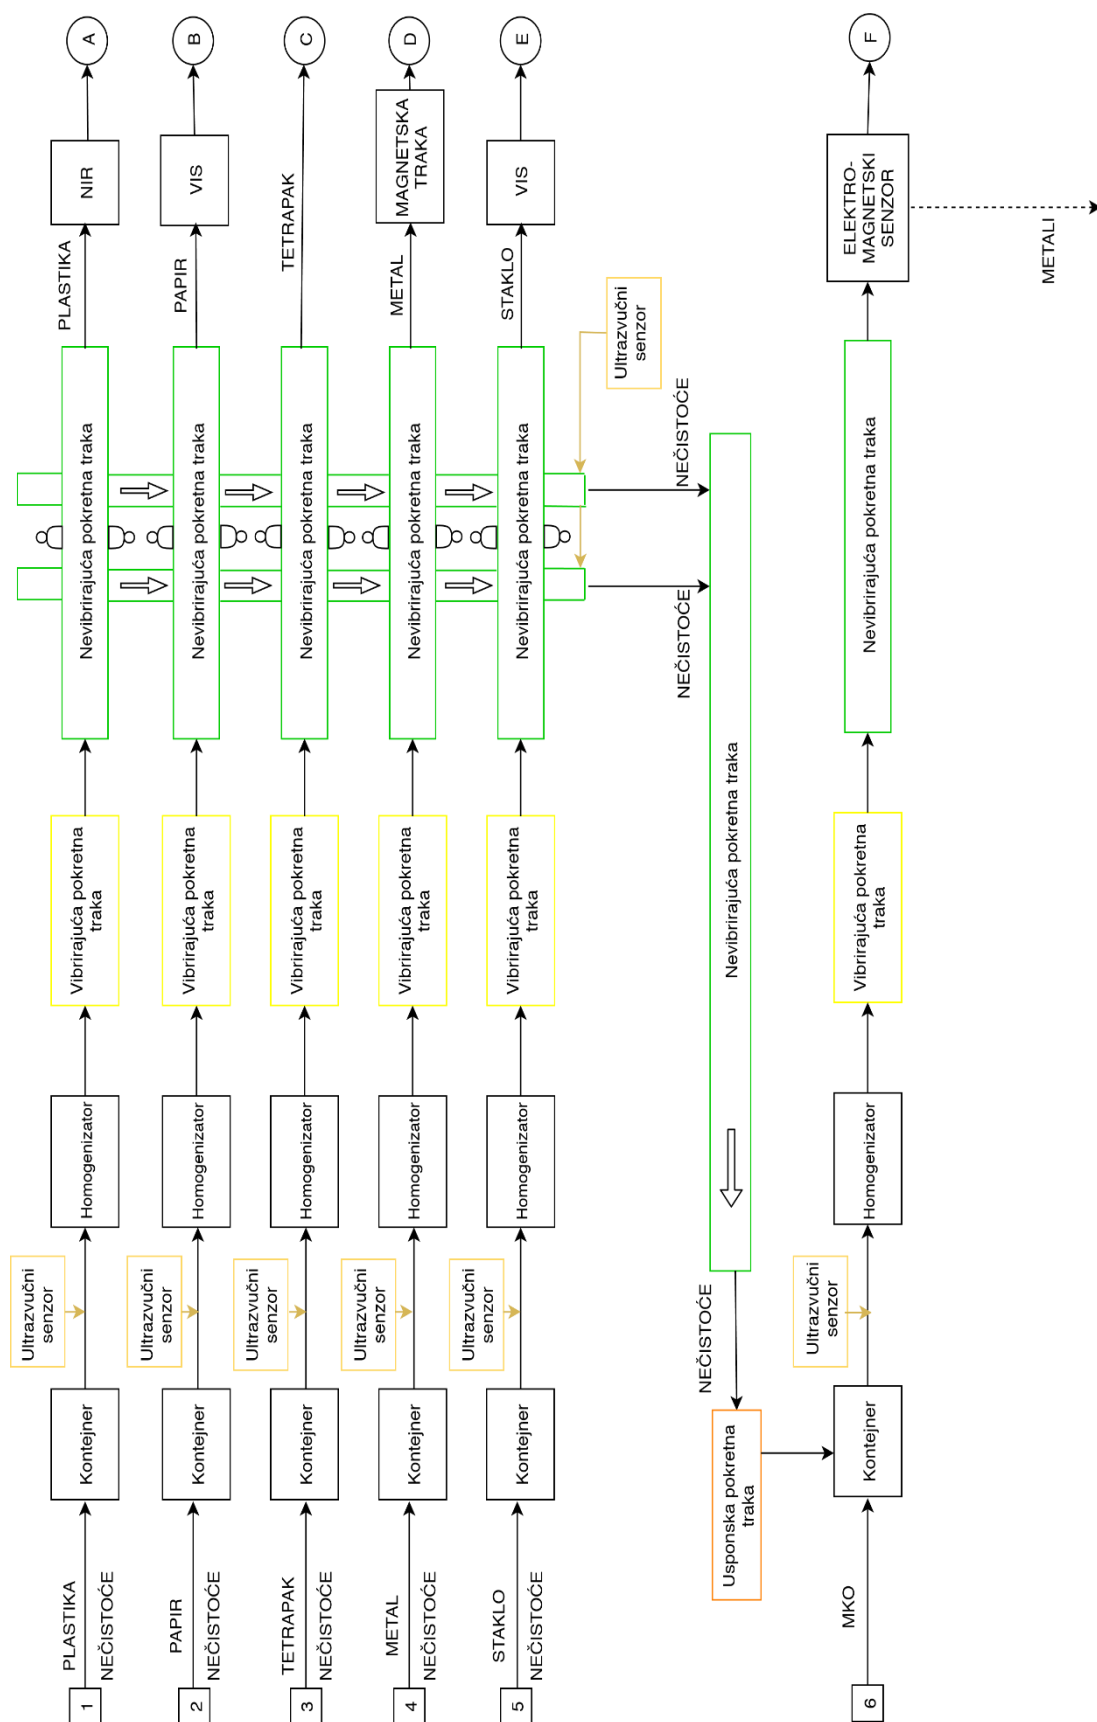 1
PLASTIKA
NEČISTOĆE
Kontejner
Ultrazvučni
senzor
Homogenizator
Vibrirajuća pokretna
traka
Nevibrirajuća pokretna traka
PLASTIKA
NIR
A
2
PAPIR
NEČISTOĆE
Kontejner
Ultrazvučni
senzor
Homogenizator
Vibrirajuća pokretna
traka
Nevibrirajuća pokretna traka
PAPIR
VIS
B
3
TETRAPAK
NEČISTOĆE
Kontejner
Ultrazvučni
senzor
Homogenizator
Vibrirajuća pokretna
traka
Nevibrirajuća pokretna traka
TETRAPAK
C
4
METAL
NEČISTOĆE
Kontejner
Ultrazvučni
senzor
Homogenizator
Vibrirajuća pokretna
traka
Nevibrirajuća pokretna traka
METAL
MAGNETSKA
TRAKA
D
5
STAKLO
NEČISTOĆE
Kontejner
Ultrazvučni
senzor
Homogenizator
Vibrirajuća pokretna
traka
Nevibrirajuća pokretna traka
STAKLO
VIS
E
Ultrazvučni
senzor
NEČISTOĆE
NEČISTOĆE
Nevibrirajuća pokretna traka
NEČISTOĆE
Usponska pokretna
traka
6
MKO
Kontejner
Ultrazvučni
senzor
Homogenizator
Vibrirajuća pokretna
traka
Nevibrirajuća pokretna traka
ELEKTRO-
MAGNETSKI
SENZOR
F
METALI